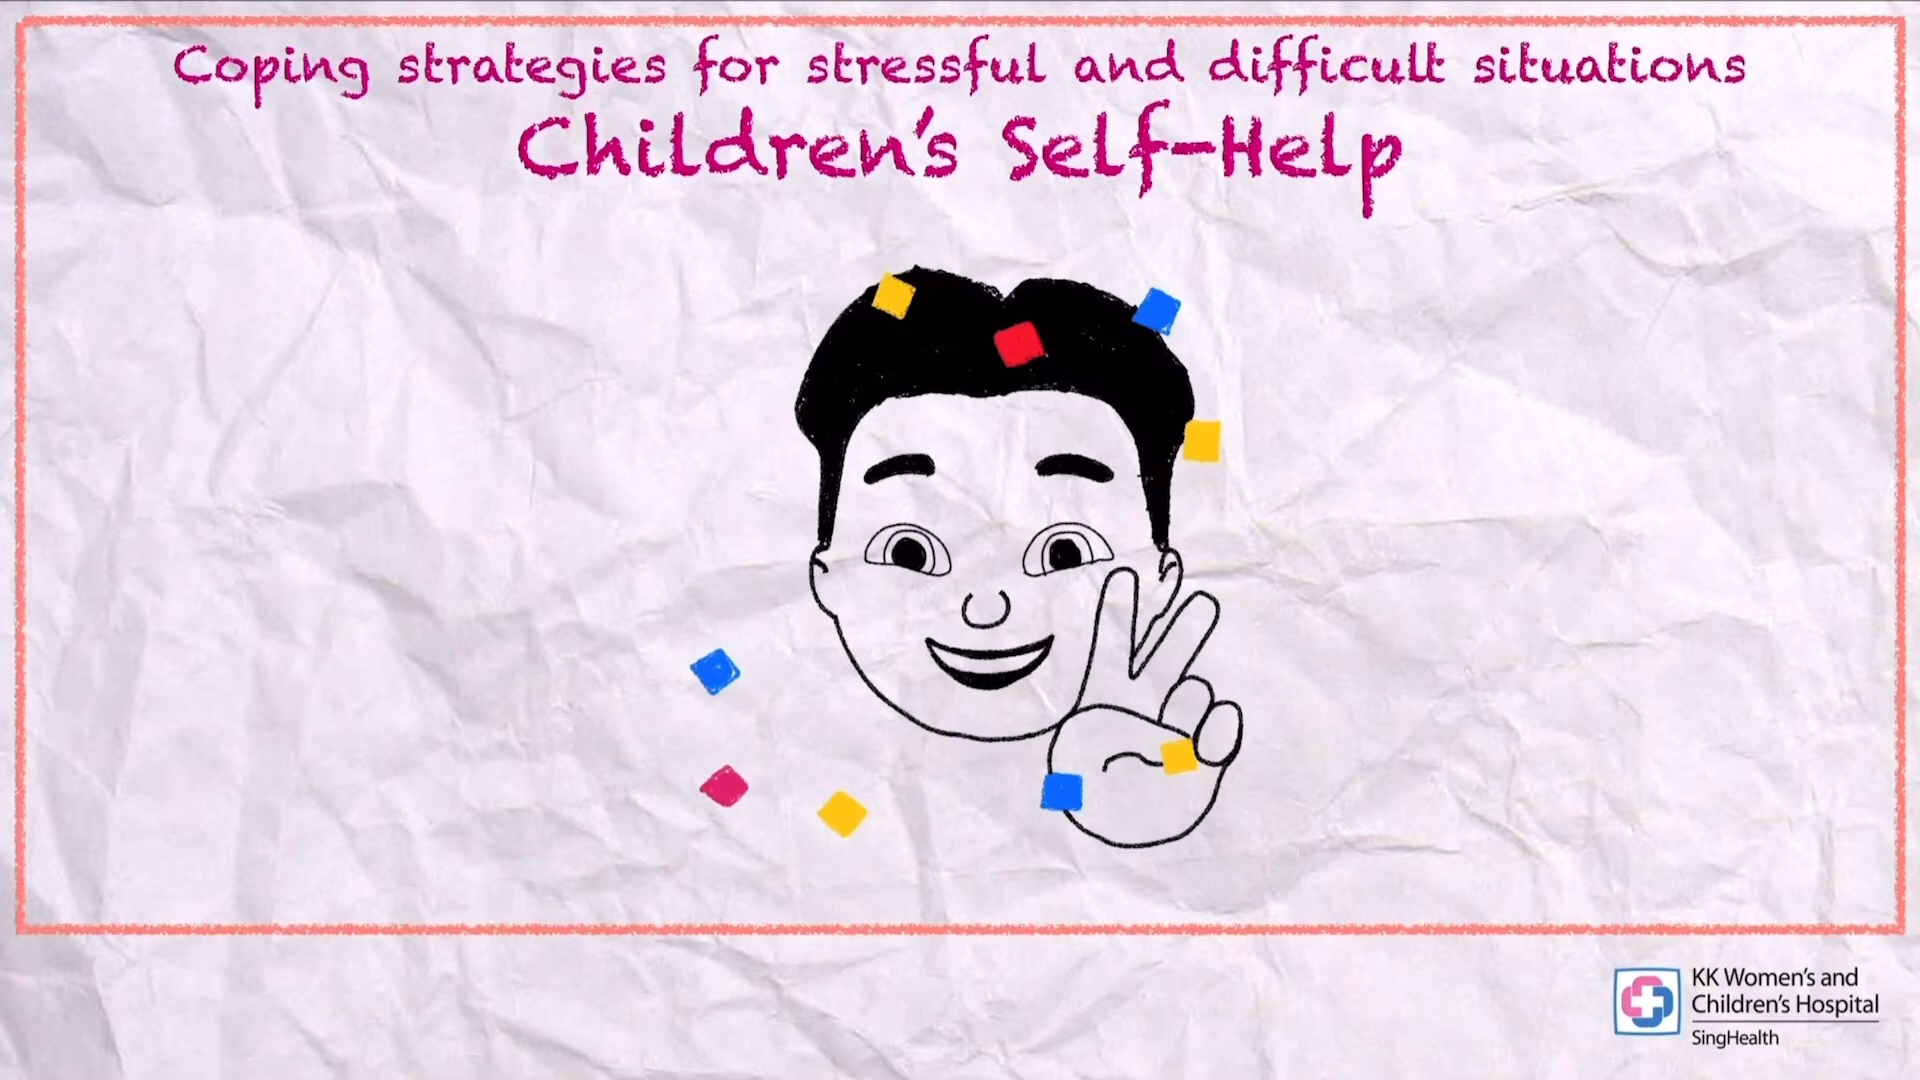 Coping strategies for stressful and difficult situations
Children's Self-Help
KK Women's and
Children's Hospital
SingHealth